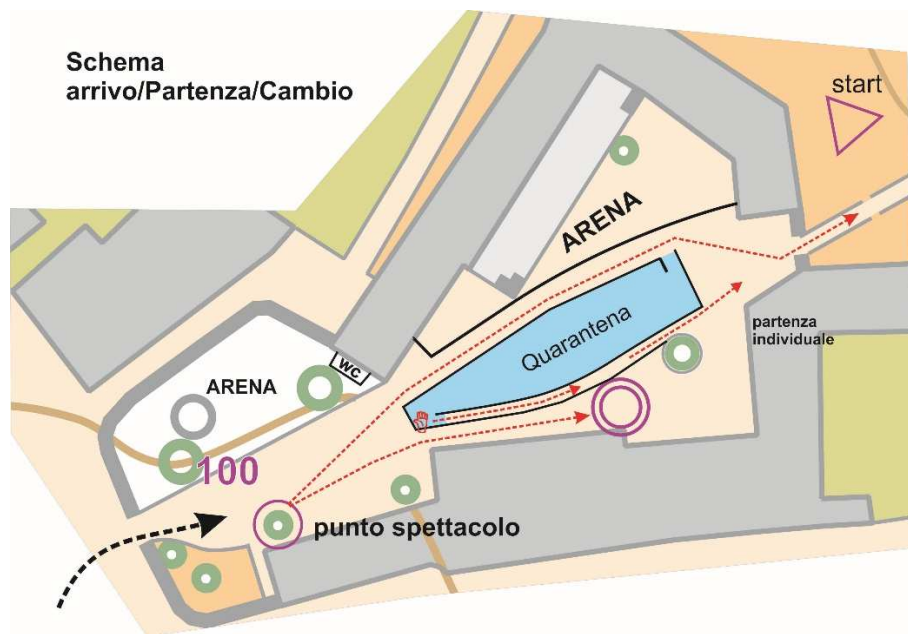 Schema
arrivo/Partenza/Cambio
start
ARENA
Quarantena
partenza
individuale
WC
ARENA
100
punto spettacolo